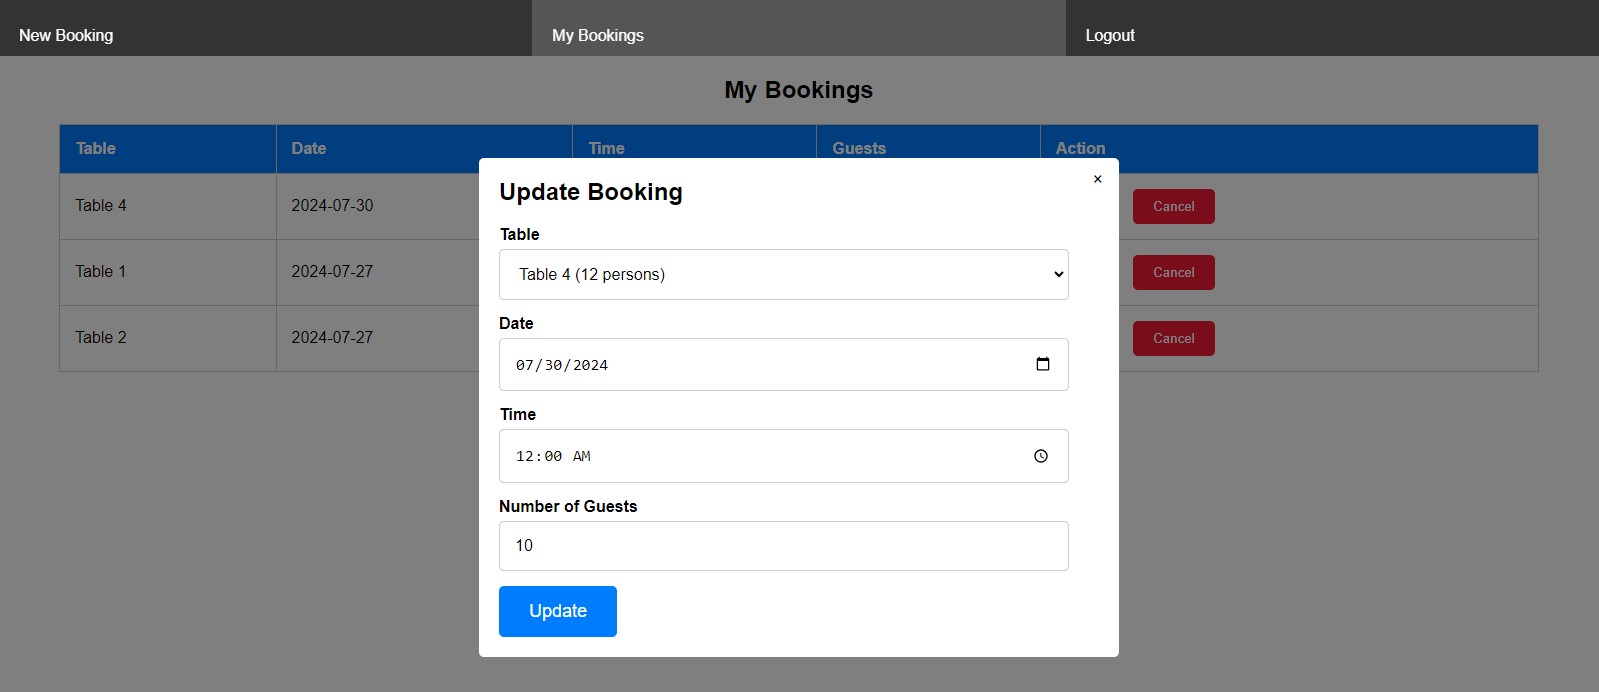 New Booking My Bookings Logout
My Bookings
Table Date Time Guests Action
Table 4 2024-07-30 Cancel
Table 1 2024-07-27 Cancel
Table 2 2024-07-27 Cancel
×
Update Booking
Table
Table 4 (12 persons)
Date
07/30/2024
Time
12:00 AM
Number of Guests
10
Update